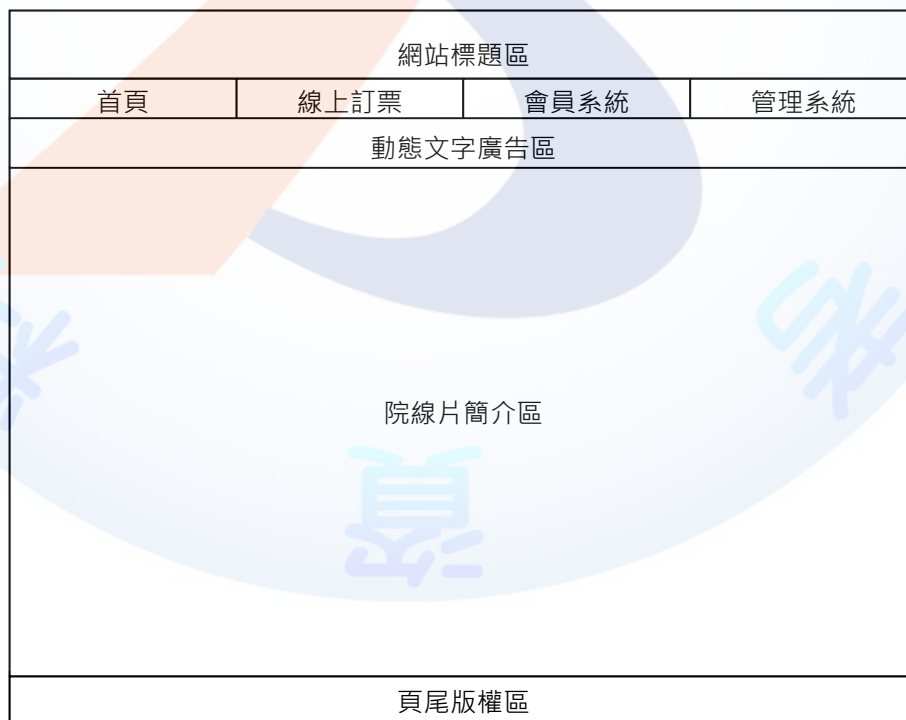 網站標題區
首頁 線上訂票 會員系統 管理系統
動態文字廣告區
院線片簡介區
資
頁尾版權區